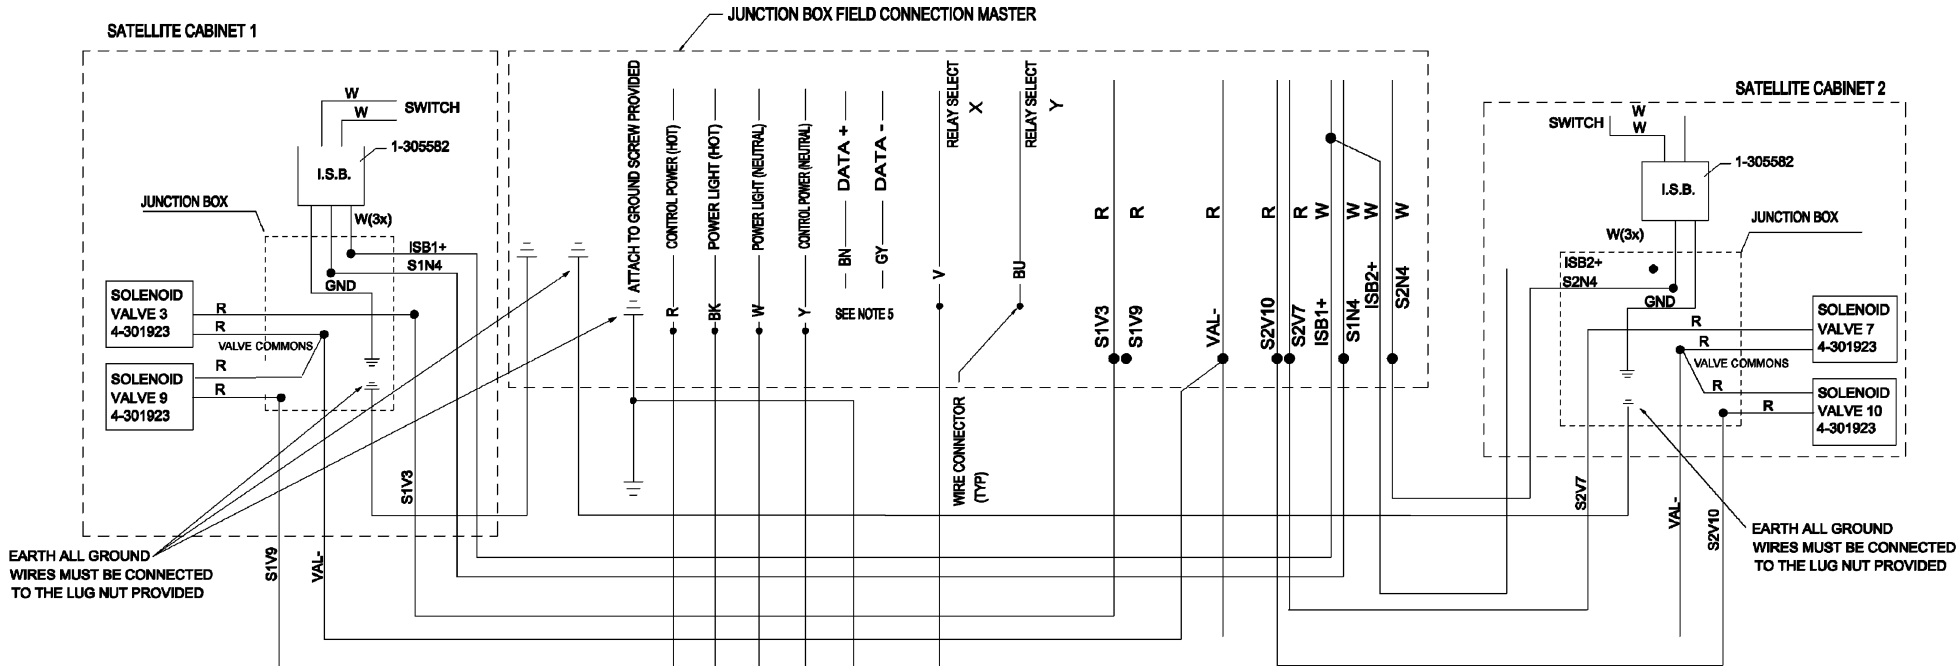 JUNCTION BOX FIELD CONNECTION MASTER
SATELLITE CABINET 1
W
W
SWITCH
1-305582
I.S.B.
JUNCTION BOX
W(3x)
ISB1+
S1N4
GND
SOLENOID
VALVE 3
4-301923
R
R
VALVE COMMONS
SOLENOID
VALVE 9
4-301923
R
R
S1V3
S1V9
VAL-
EARTH ALL GROUND
WIRES MUST BE CONNECTED
TO THE LUG NUT PROVIDED
ATTACH TO GROUND SCREW PROVIDED
CONTROL POWER (HOT)
R
POWER LIGHT (HOT)
BK
POWER LIGHT (NEUTRAL)
W
CONTROL POWER (NEUTRAL)
Y
DATA +
BN
DATA -
GY
SEE NOTE 5
RELAY SELECT
X
V
RELAY SELECT
Y
BU
WIRE CONNECTOR
(TYP)
R
S1V3
R
S1V9
R
VAL-
R
S2V10
R
S2V7
W
ISB1+
W
S1N4
W
ISB2+
W
S2N4
SATELLITE CABINET 2
W
W
SWITCH
1-305582
I.S.B.
JUNCTION BOX
W(3x)
ISB2+
S2N4
GND
SOLENOID
VALVE 7
4-301923
R
R
VALVE COMMONS
SOLENOID
VALVE 10
4-301923
R
R
S2V7
VAL-
S2V10
EARTH ALL GROUND
WIRES MUST BE CONNECTED
TO THE LUG NUT PROVIDED